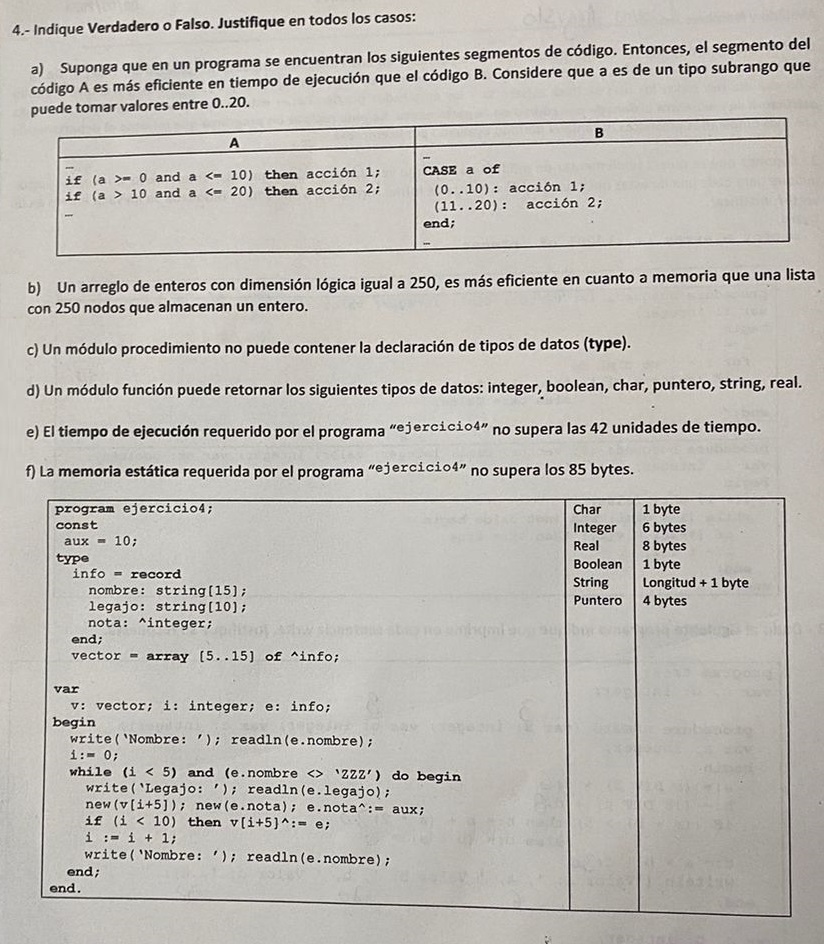 4.- Indique Verdadero o Falso. Justifique en todos los casos:
a) Suponga que en un programa se encuentran los siguientes segmentos de código. Entonces, el segmento del
código A es más eficiente en tiempo de ejecución que el código B. Considere que a es de un tipo subrango que
puede tomar valores entre 0..20.
A
B
…
if (a >= 0 and a <= 10) then acción 1;
if (a > 10 and a <= 20) then acción 2;
…
…
CASE a of
(0..10): acción 1;
(11..20): acción 2;
end;
…
b) Un arreglo de enteros con dimensión lógica igual a 250, es más eficiente en cuanto a memoria que una lista
con 250 nodos que almacenan un entero.
c) Un módulo procedimiento no puede contener la declaración de tipos de datos (type).
d) Un módulo función puede retornar los siguientes tipos de datos: integer, boolean, char, puntero, string, real.
e) El tiempo de ejecución requerido por el programa “ejercicio4” no supera las 42 unidades de tiempo.
f) La memoria estática requerida por el programa “ejercicio4” no supera los 85 bytes.
program ejercicio4;
const
aux = 10;
type
info = record
nombre: string[15];
legajo: string[10];
nota: ^integer;
end;
vector = array [5..15] of ^info;
var
v: vector; i: integer; e: info;
begin
write(‘Nombre: ’); readln(e.nombre);
i:= 0;
while (i < 5) and (e.nombre <> ‘ZZZ’) do begin
write(‘Legajo: ’); readln(e.legajo);
new(v[i+5]); new(e.nota); e.nota^:= aux;
if (i < 10) then v[i+5]^:= e;
i := i + 1;
write(‘Nombre: ’); readln(e.nombre);
end;
end.
Char 1 byte
Integer 6 bytes
Real 8 bytes
Boolean 1 byte
String Longitud + 1 byte
Puntero 4 bytes